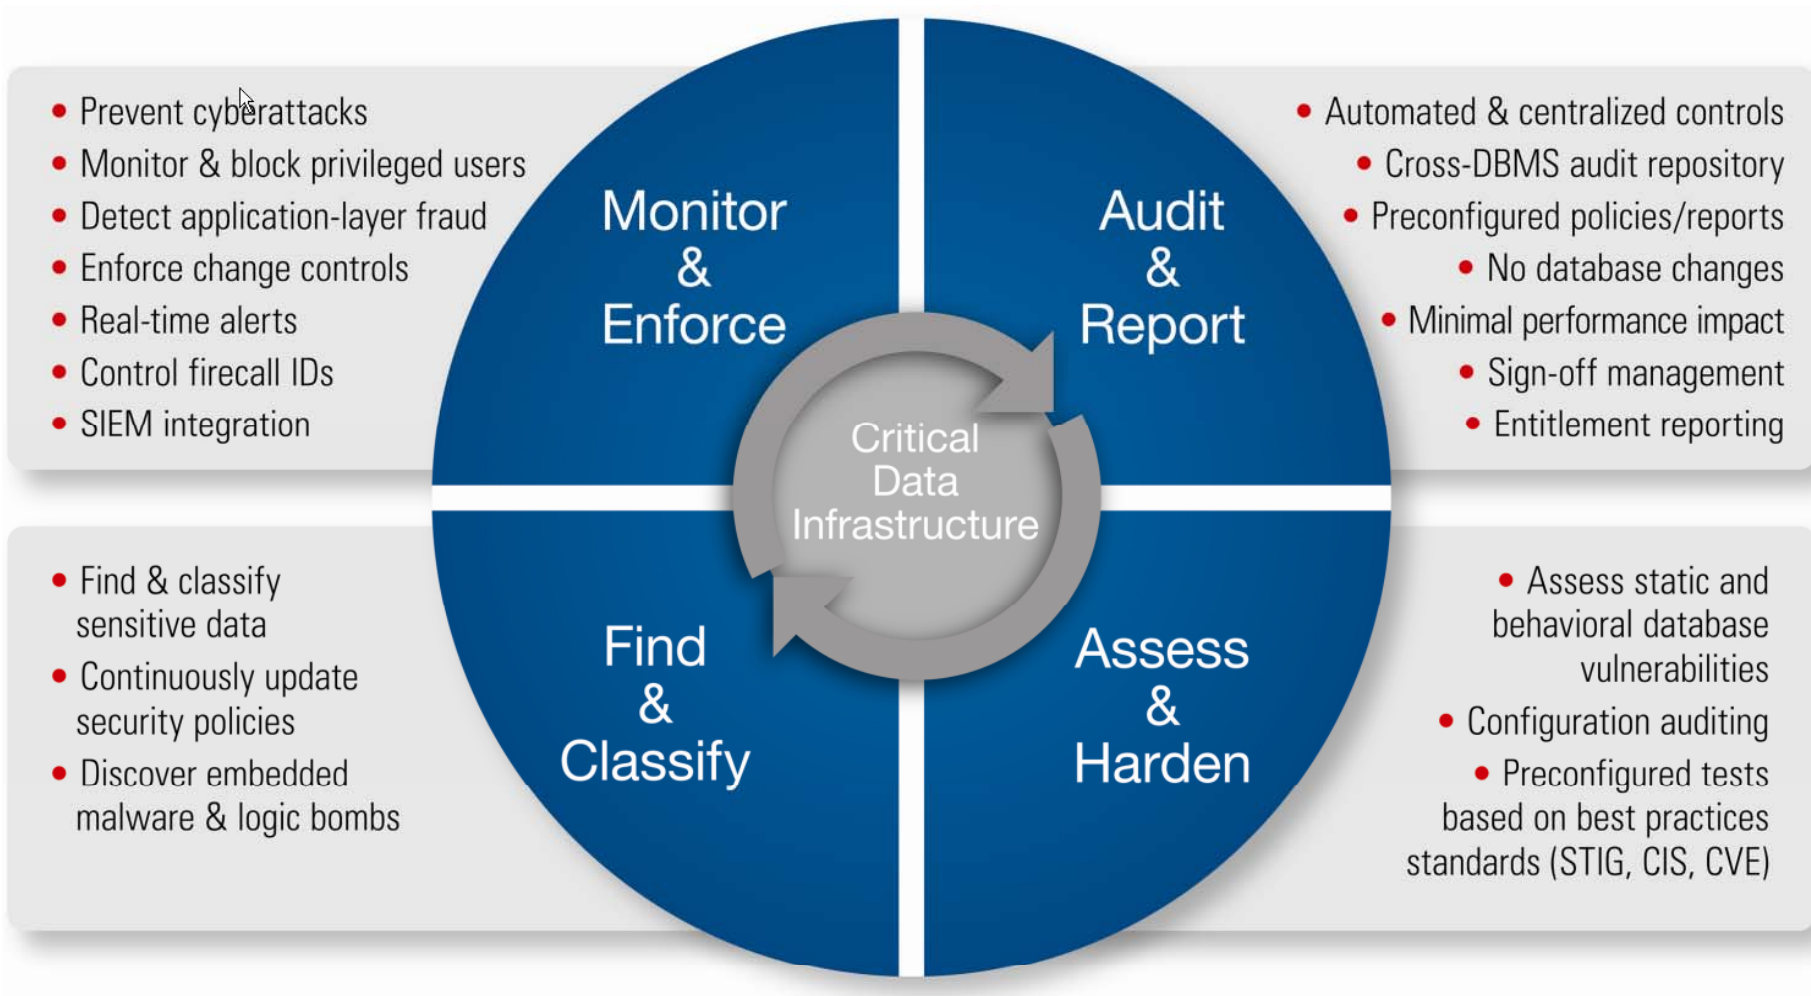 • Prevent cyberattacks
• Monitor & block privileged users
• Detect application-layer fraud
• Enforce change controls
• Real-time alerts
• Control firecall IDs
• SIEM integration
Monitor
&
Enforce
Audit
&
Report
• Automated & centralized controls
• Cross-DBMS audit repository
• Preconfigured policies/reports
• No database changes
• Minimal performance impact
• Sign-off management
• Entitlement reporting
Critical
Data
Infrastructure
• Find & classify
sensitive data
• Continuously update
security policies
• Discover embedded
malware & logic bombs
Find
&
Classify
Assess
&
Harden
• Assess static and
behavioral database
vulnerabilities
• Configuration auditing
• Preconfigured tests
based on best practices
standards (STIG, CIS, CVE)